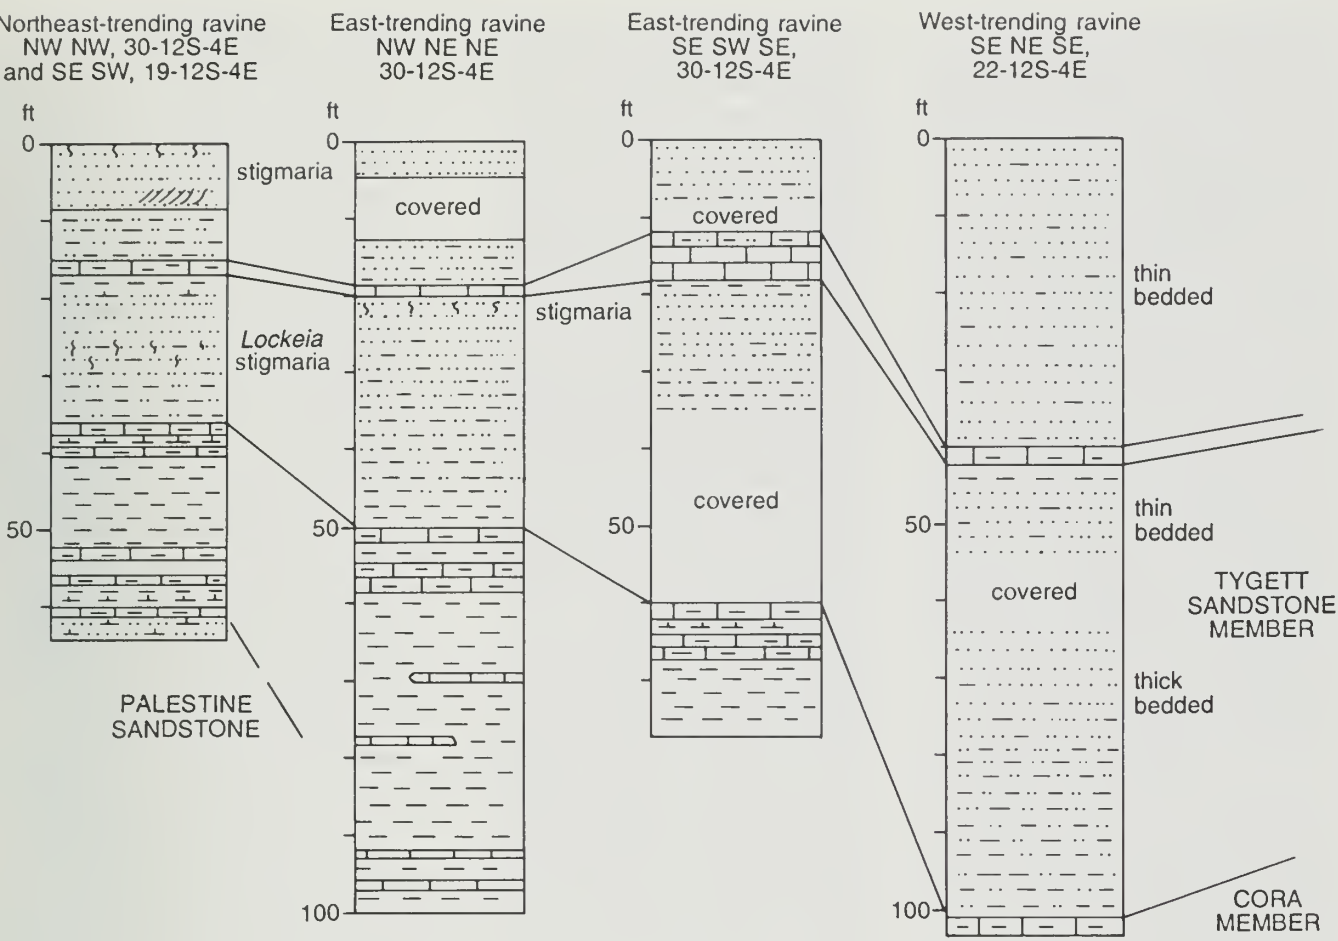 Northeast-trending ravine
NW NW, 30-12S-4E
and SE SW, 19-12S-4E
East-trending ravine
NW NE NE
30-12S-4E
East-trending ravine
SE SW SE,
30-12S-4E
West-trending ravine
SE NE SE,
22-12S-4E
ft
0
50
stigmaria
Lockeia
stigmaria
PALESTINE
SANDSTONE
ft
0
covered
50
100
stigmaria
ft
0
covered
50
covered
ft
0
50
covered
100
thin
bedded
thin
bedded
thick
bedded
TYGETT
SANDSTONE
MEMBER
CORA
MEMBER